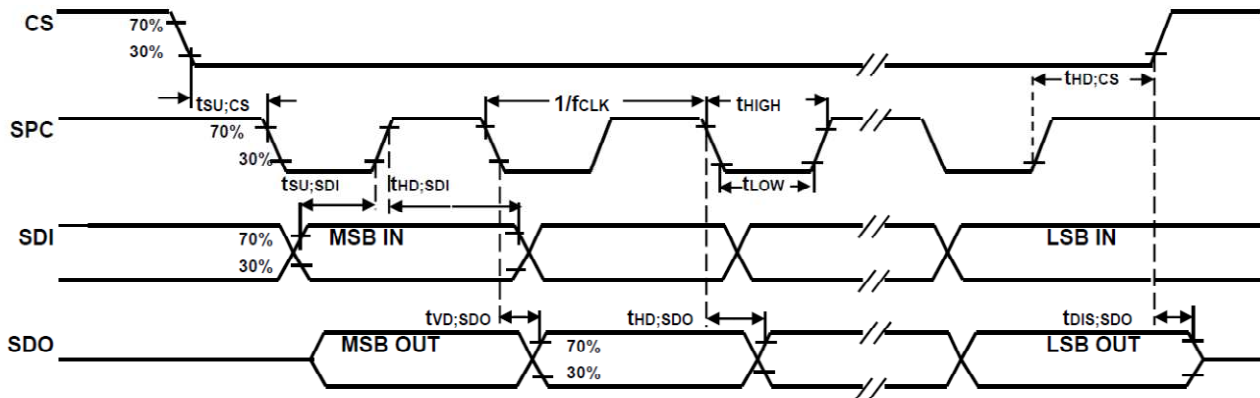 CS
70%
30%
tSU;CS
1/fCLK
tHIGH
tHD;CS
SPC
70%
30%
tSU;SDI
tHD;SDI
tLOW
SDI
70%
30%
MSB IN
LSB IN
tVD;SDO
tHD;SDO
tDIS;SDO
SDO
MSB OUT
70%
30%
LSB OUT